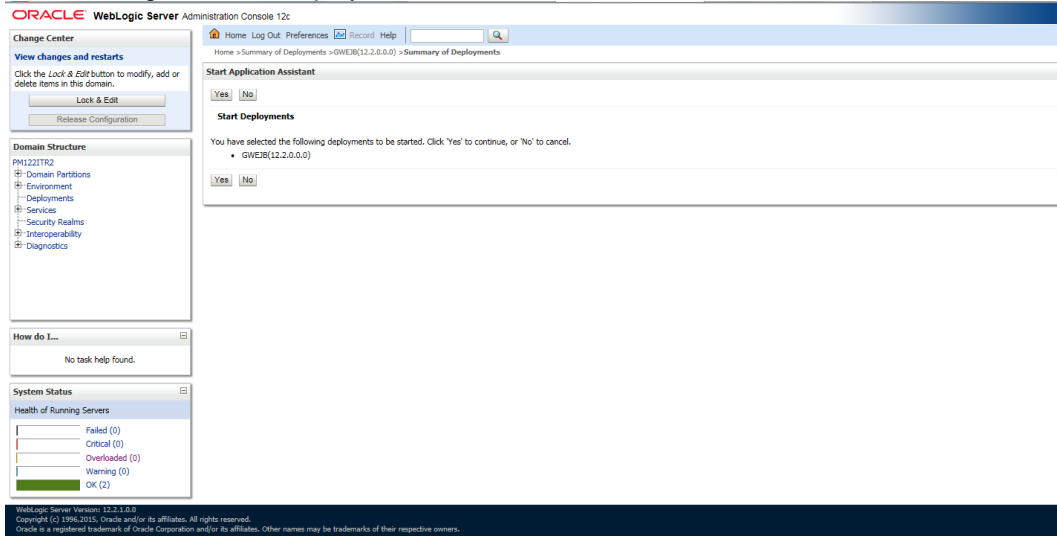 ORACLE WebLogic Server Administration Console 12c
Change Center
View changes and restarts
Click the Lock & Edit button to modify, add or
delete items in this domain.
Lock & Edit
Release Configuration
Domain Structure
PM122ITR2
Domain Partitions
Environment
Deployments
Services
Security Realms
Interoperability
Diagnostics
How do I...
No task help found.
System Status
Health of Running Servers
Failed (0)
Critical (0)
Overloaded (0)
Warning (0)
OK (2)
Home Log Out Preferences Record Help
Home >Summary of Deployments >GWEJB(12.2.0.0.0) >Summary of Deployments
Start Application Assistant
Yes No
Start Deployments
You have selected the following deployments to be started. Click 'Yes' to continue, or 'No' to cancel.
• GWEJB(12.2.0.0.0)
Yes No
WebLogic Server Version: 12.2.1.0.0
Copyright (c) 1996,2015, Oracle and/or its affiliates. All rights reserved.
Oracle is a registered trademark of Oracle Corporation and/or its affiliates. Other names may be trademarks of their respective owners.